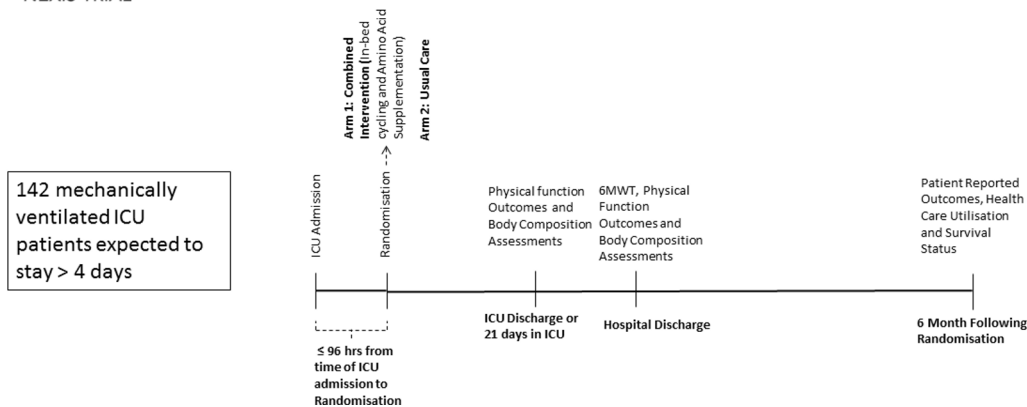 142 mechanically
ventilated ICU
patients expected to
stay > 4 days
ICU Admission
Randomisation
Arm 1: Combined
Intervention (In-bed
cycling and Amino Acid
Supplementation)
Arm 2: Usual Care
≤ 96 hrs from
time of ICU
admission to
Randomisation
Physical function
Outcomes and
Body Composition
Assessments
ICU Discharge or
21 days in ICU
6MWT, Physical
Function
Outcomes and
Body Composition
Assessments
Hospital Discharge
Patient Reported
Outcomes, Health
Care Utilisation
and Survival
Status
6 Month Following
Randomisation